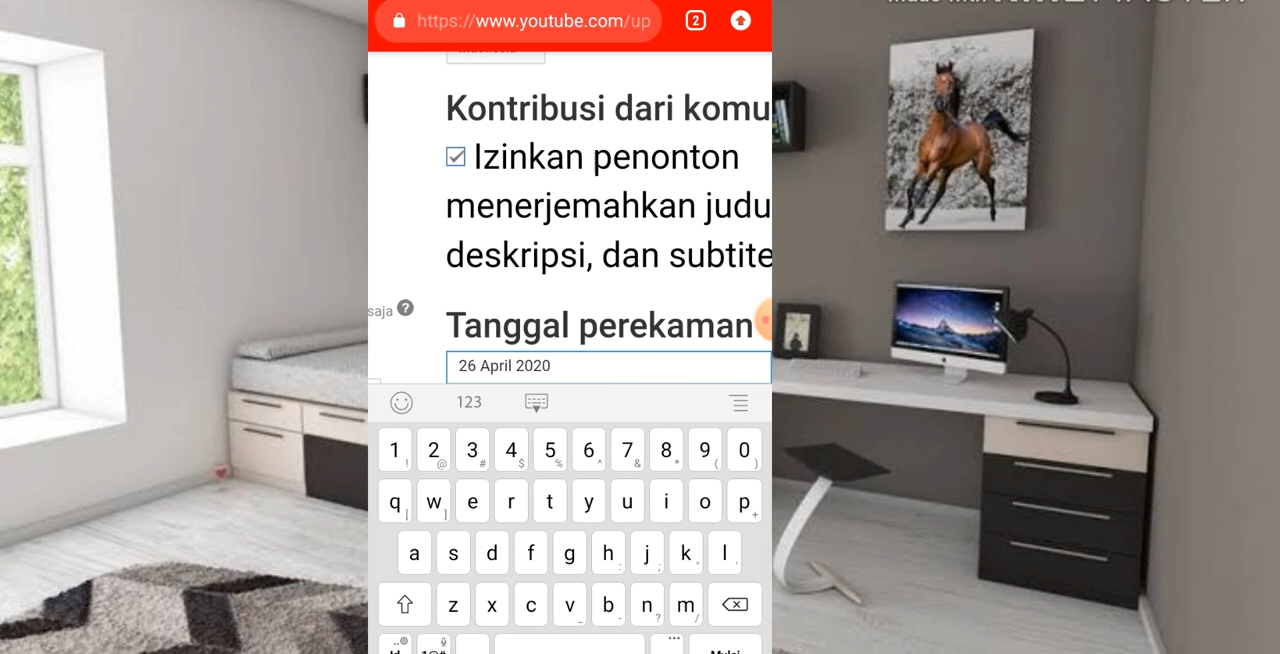 https://www.youtube.com/up
2
Kontribusi dari komu
Izinkan penonton
menerjemahkan judu
deskripsi, dan subtite
saja ?
Tanggal perekaman
26 April 2020
123
1 2 3 4 5 6 7 8 9 0
! @ # $ % ^ & * ( )
q w e r t y u i o p
[ ] +
a s d f g h j k l
: ; " '
z x c v b n m
_ - ? /